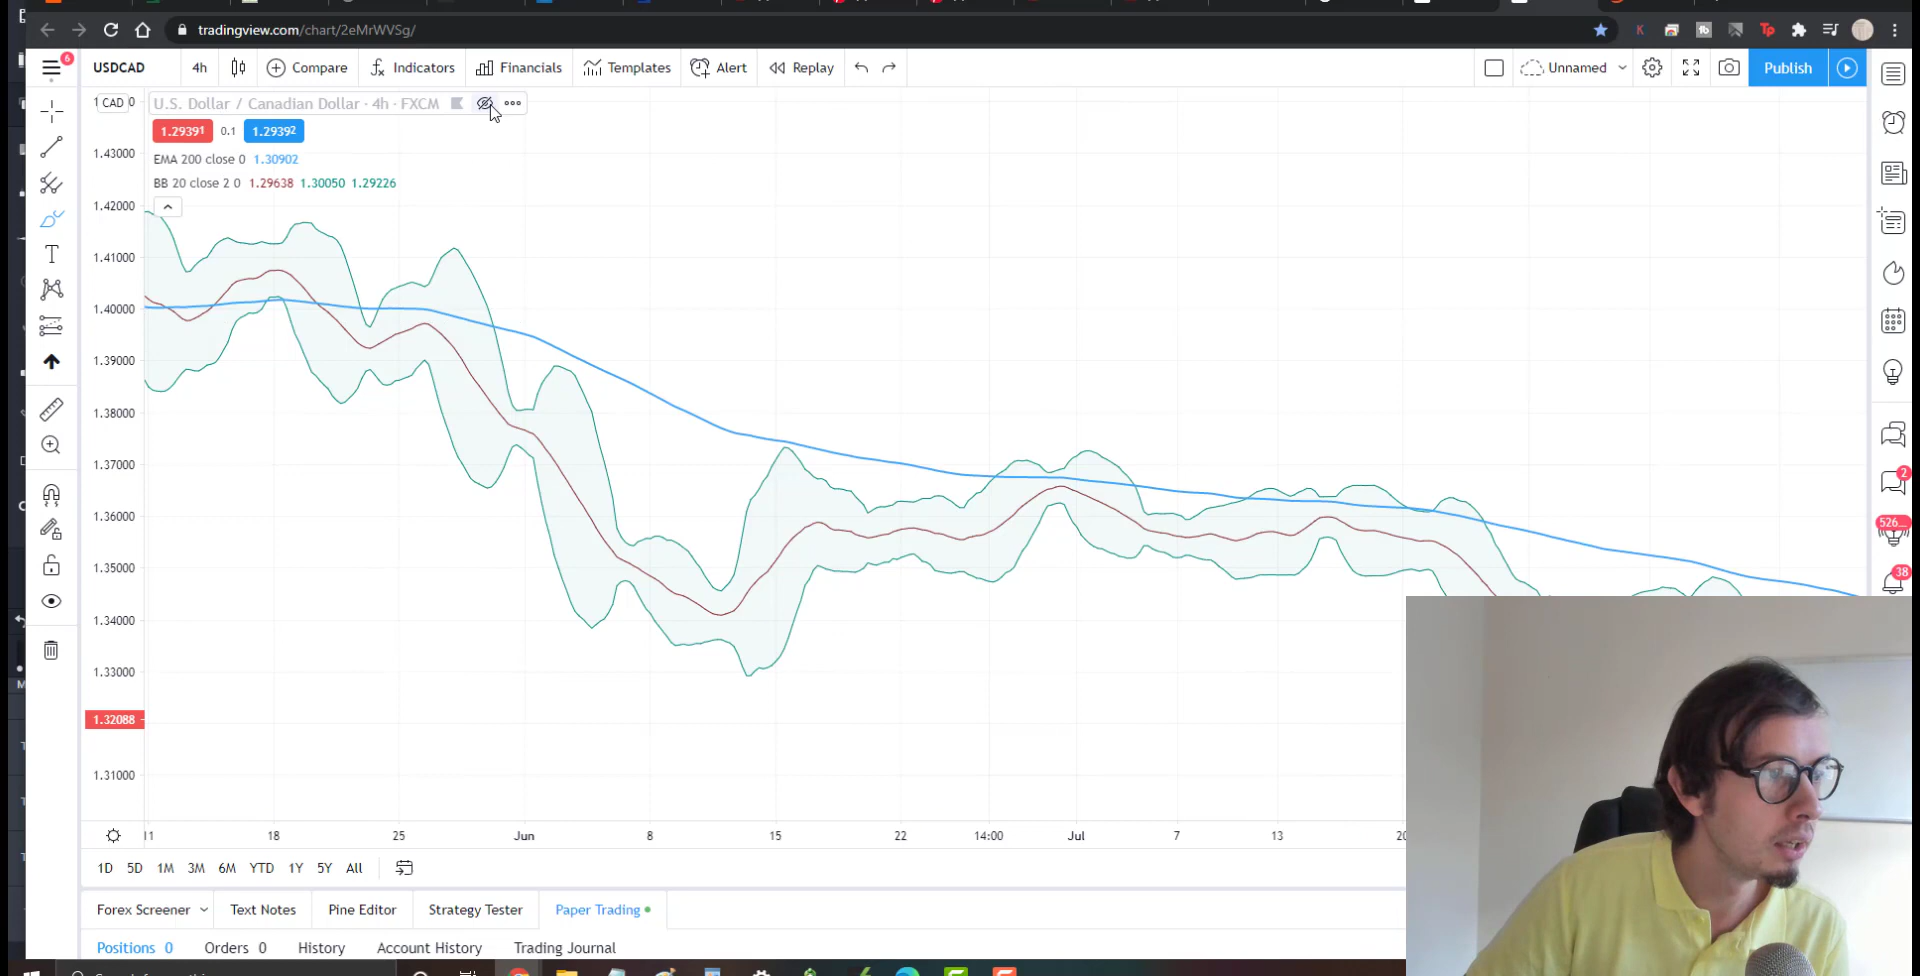 tradingview.com/chart/2eMrWVSg/
6
USDCAD 4h Compare Indicators Financials Templates Alert Replay Unnamed Publish
CAD U.S. Dollar / Canadian Dollar · 4h · FXCM
1.29391 0.1 1.29392
EMA 200 close 0 1.30902
BB 20 close 2 0 1.29638 1.30050 1.29226
1.43000
1.42000
1.41000
1.40000
1.39000
1.38000
1.37000
1.36000
1.35000
1.34000
1.33000
1.32088
1.31000
2
526...
38
11 18 25 Jun 8 15 22 14:00 Jul 7 13
1D 5D 1M 3M 6M YTD 1Y 5Y All
Forex Screener Text Notes Pine Editor Strategy Tester Paper Trading
Positions 0 Orders 0 History Account History Trading Journal